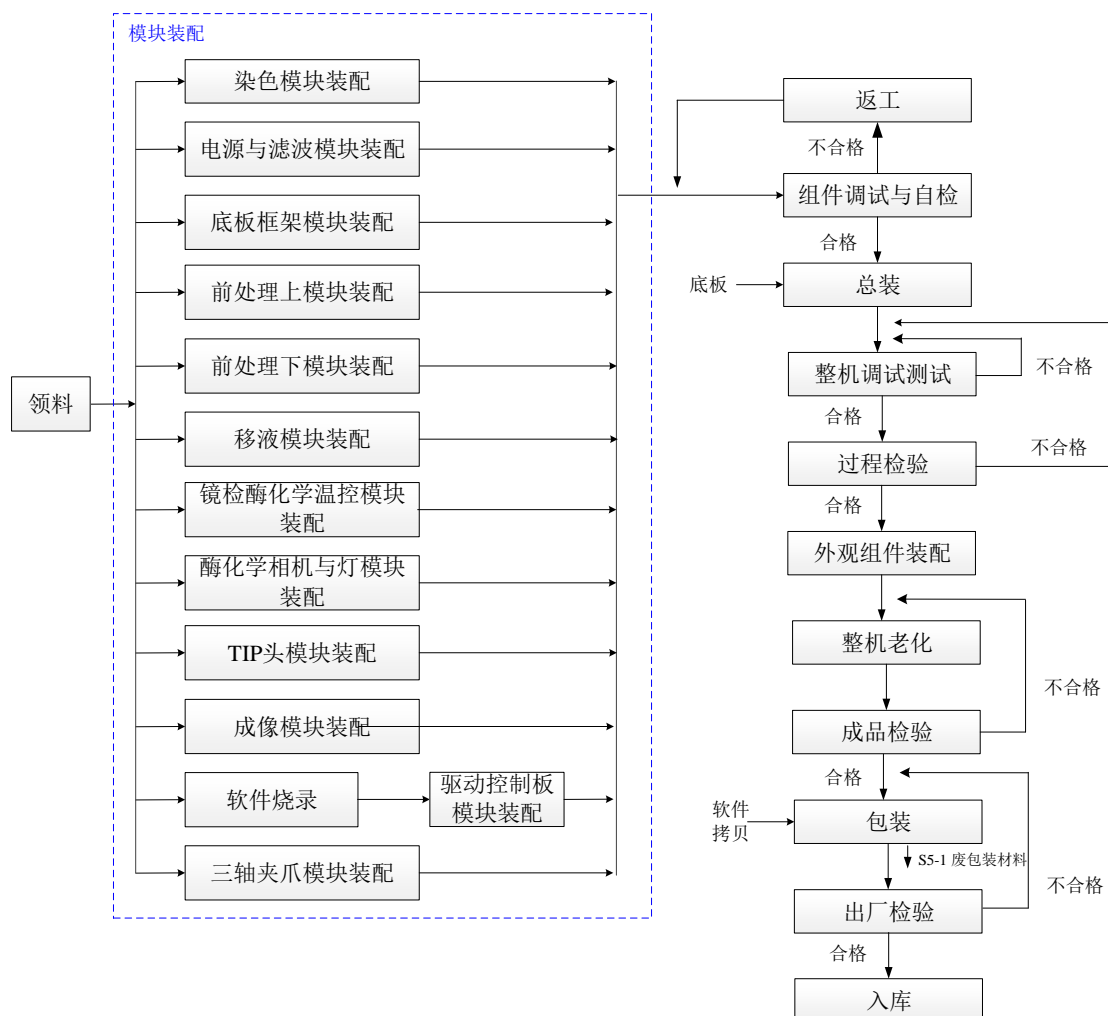 模块装配
染色模块装配
电源与滤波模块装配
底板框架模块装配
前处理上模块装配
前处理下模块装配
领料
移液模块装配
镜检酶化学温控模块
装配
酶化学相机与灯模块
装配
TIP头模块装配
成像模块装配
软件烧录
驱动控制板
模块装配
三轴夹爪模块装配
返工
不合格
组件调试与自检
合格
底板
总装
整机调试测试
不合格
合格
过程检验
不合格
合格
外观组件装配
整机老化
不合格
成品检验
合格
软件
拷贝
包装
S5-1 废包装材料
不合格
出厂检验
合格
入库